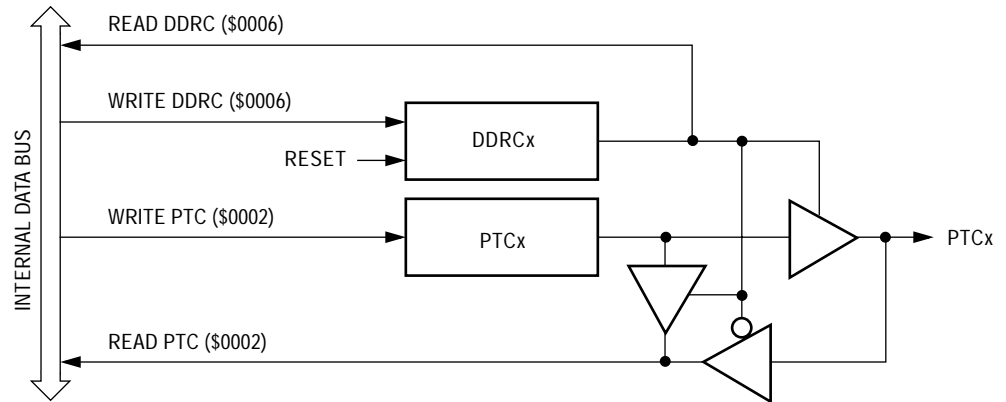 READ DDRC ($0006)
WRITE DDRC ($0006)
DDRCx
RESET
WRITE PTC ($0002)
PTCx
PTCx
READ PTC ($0002)
INTERNAL DATA BUS